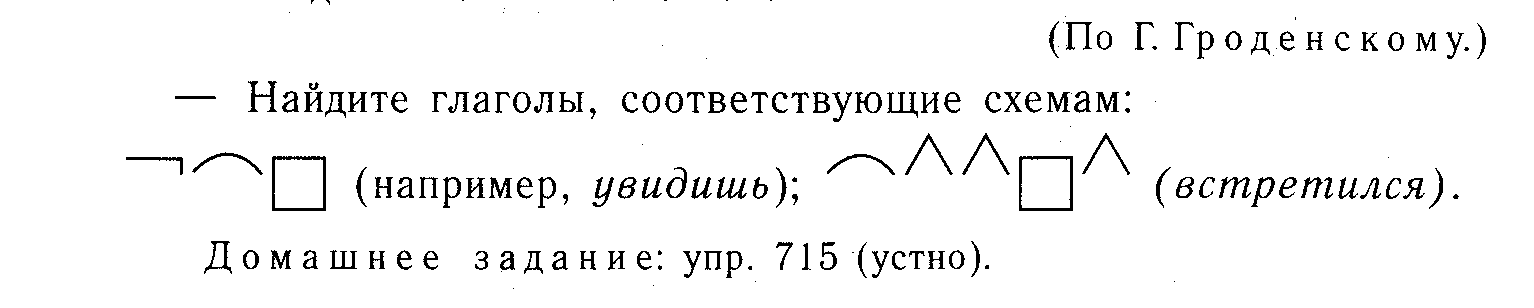 (По Г. Гроденскому.)
— Найдите глаголы, соответствующие схемам:
(например, увидишь); (встретился).
Домашнее задание: упр. 715 (устно).